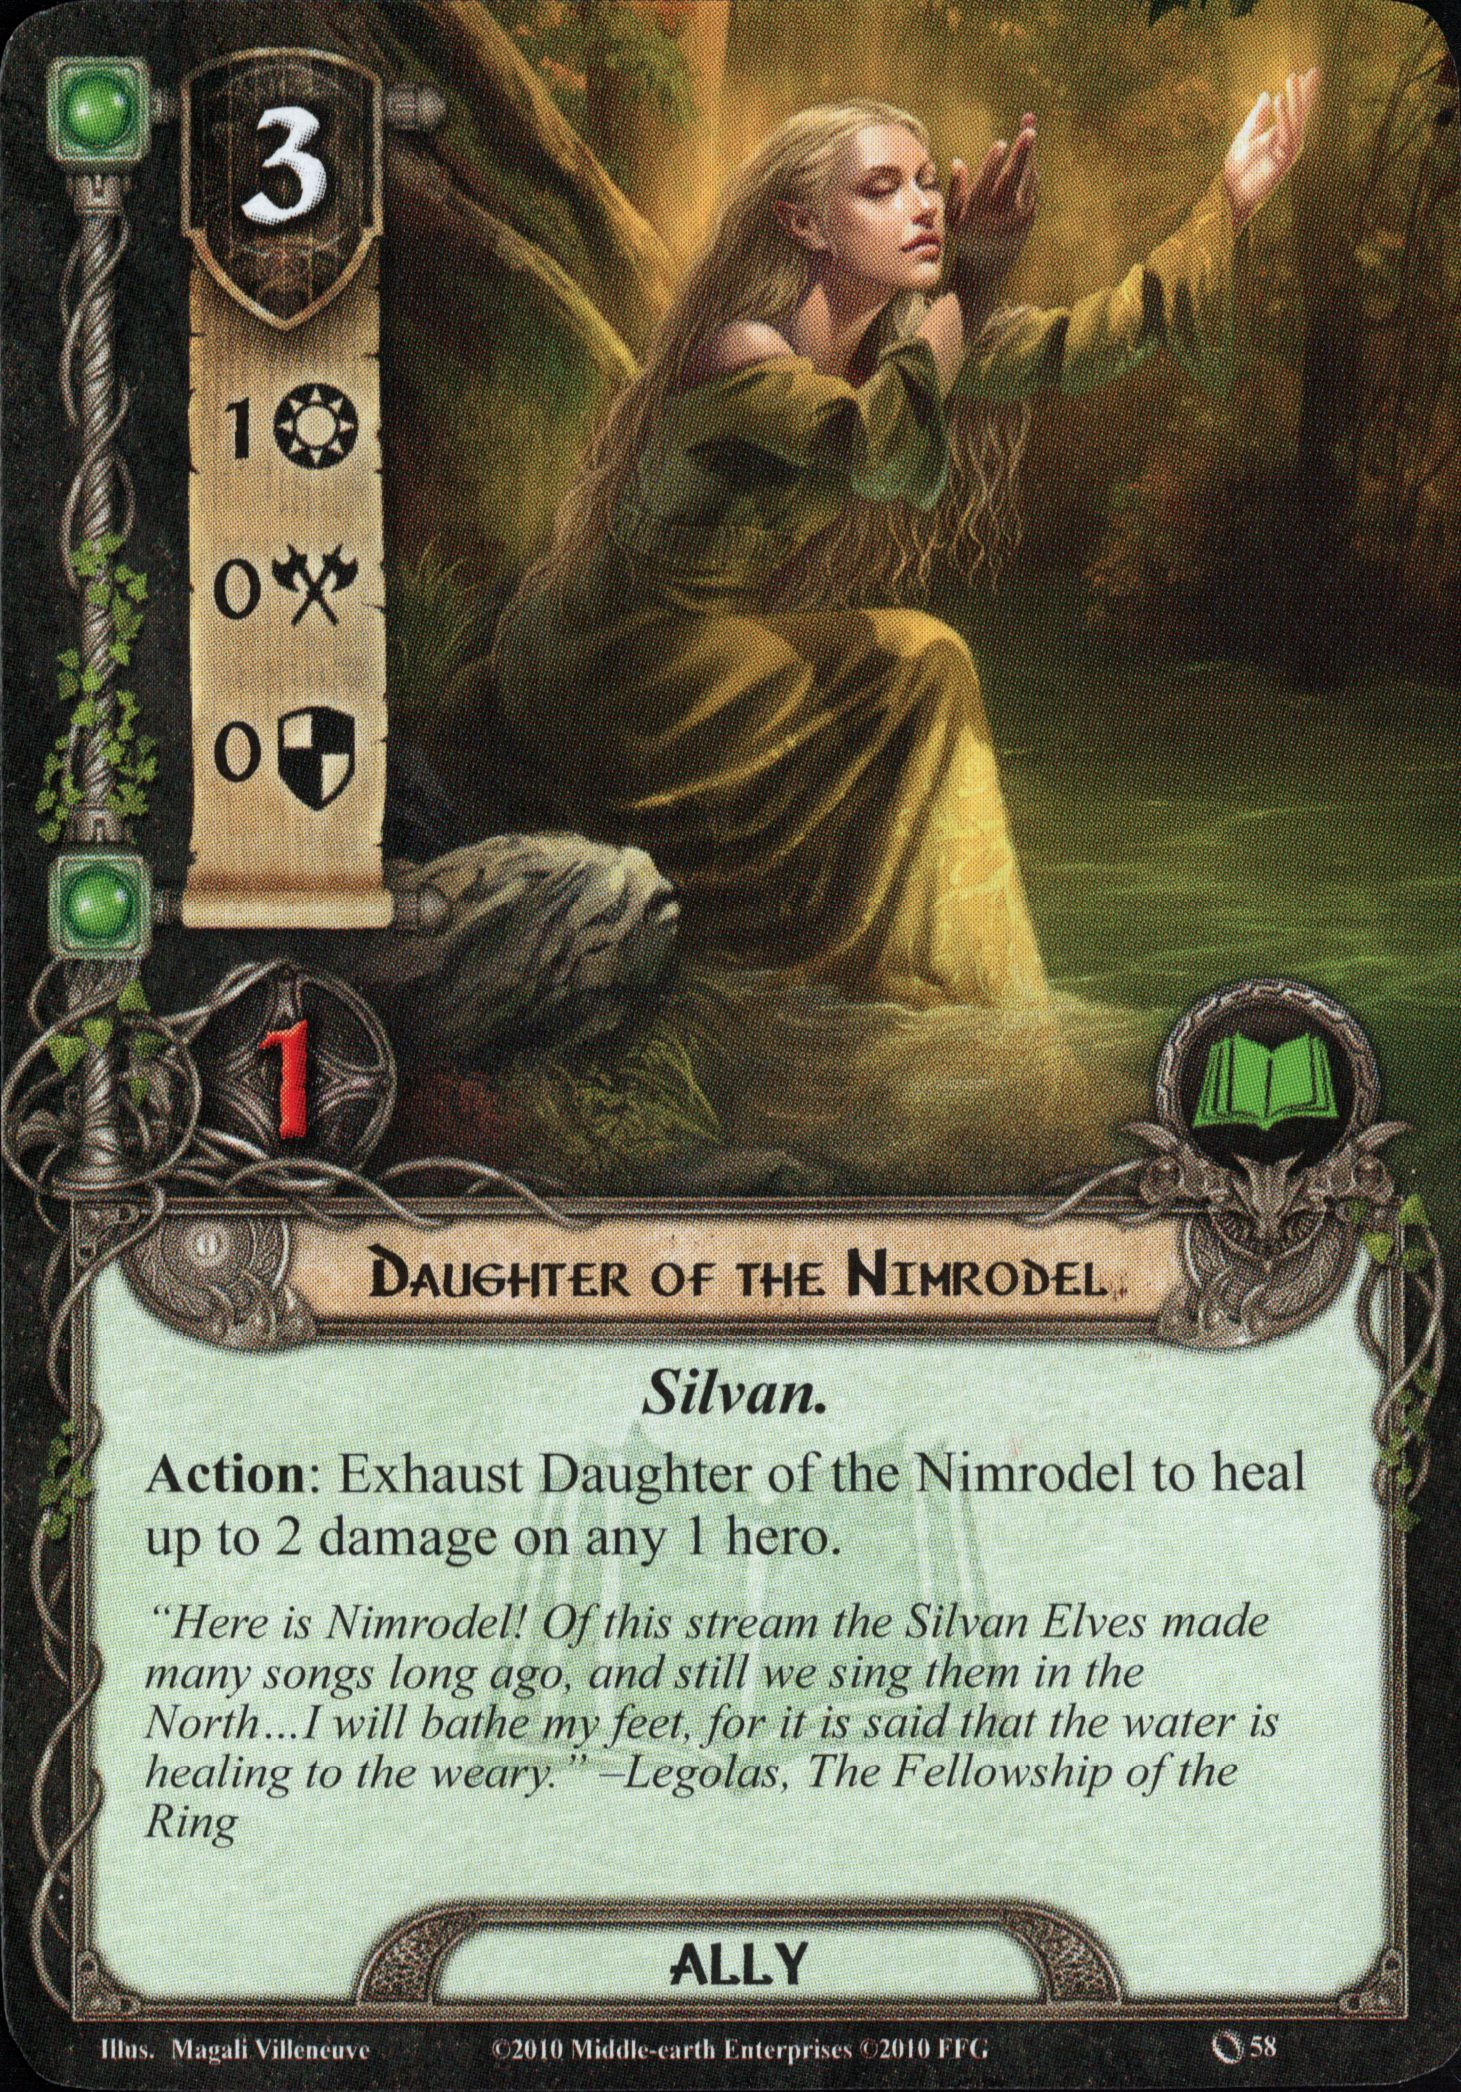 3
1
0
0
1
DAUGHTER OF THE NIMRODEL
Silvan.
Action: Exhaust Daughter of the Nimrodel to heal
up to 2 damage on any 1 hero.
“Here is Nimrodel! Of this stream the Silvan Elves made
many songs long ago, and still we sing them in the
North…I will bathe my feet, for it is said that the water is
healing to the weary.” –Legolas, The Fellowship of the
Ring
ALLY
Illus. Magali Villeneuve ©2010 Middle-earth Enterprises ©2010 FFG 58